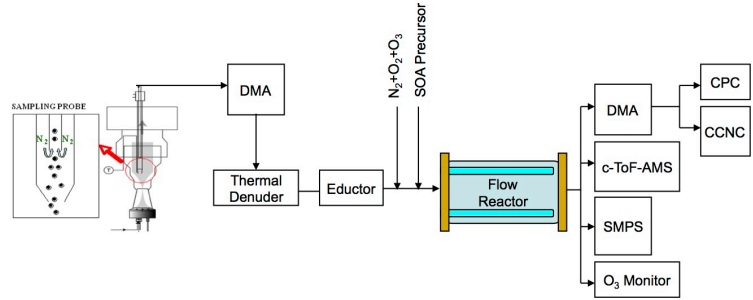 SAMPLING PROBE
N₂ N₂
T
DMA
Thermal
Denuder
Eductor
N₂+O₂+O₃
SOA Precursor
Flow
Reactor
DMA
CPC
CCNC
c-ToF-AMS
SMPS
O₃ Monitor